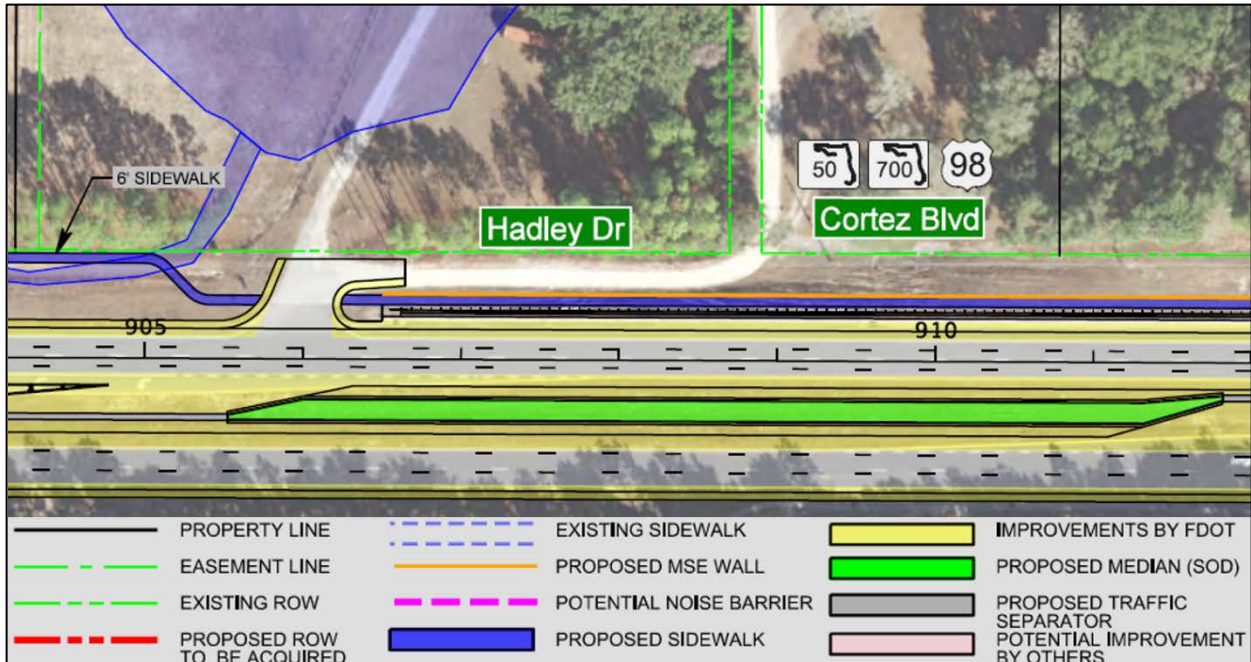 6' SIDEWALK
50 700 98
Hadley Dr
Cortez Blvd
905
910
PROPERTY LINE
EASEMENT LINE
EXISTING ROW
PROPOSED ROW
TO BE ACQUIRED
EXISTING SIDEWALK
PROPOSED MSE WALL
POTENTIAL NOISE BARRIER
PROPOSED SIDEWALK
IMPROVEMENTS BY FDOT
PROPOSED MEDIAN (SOD)
PROPOSED TRAFFIC
SEPARATOR
POTENTIAL IMPROVEMENT
BY OTHERS